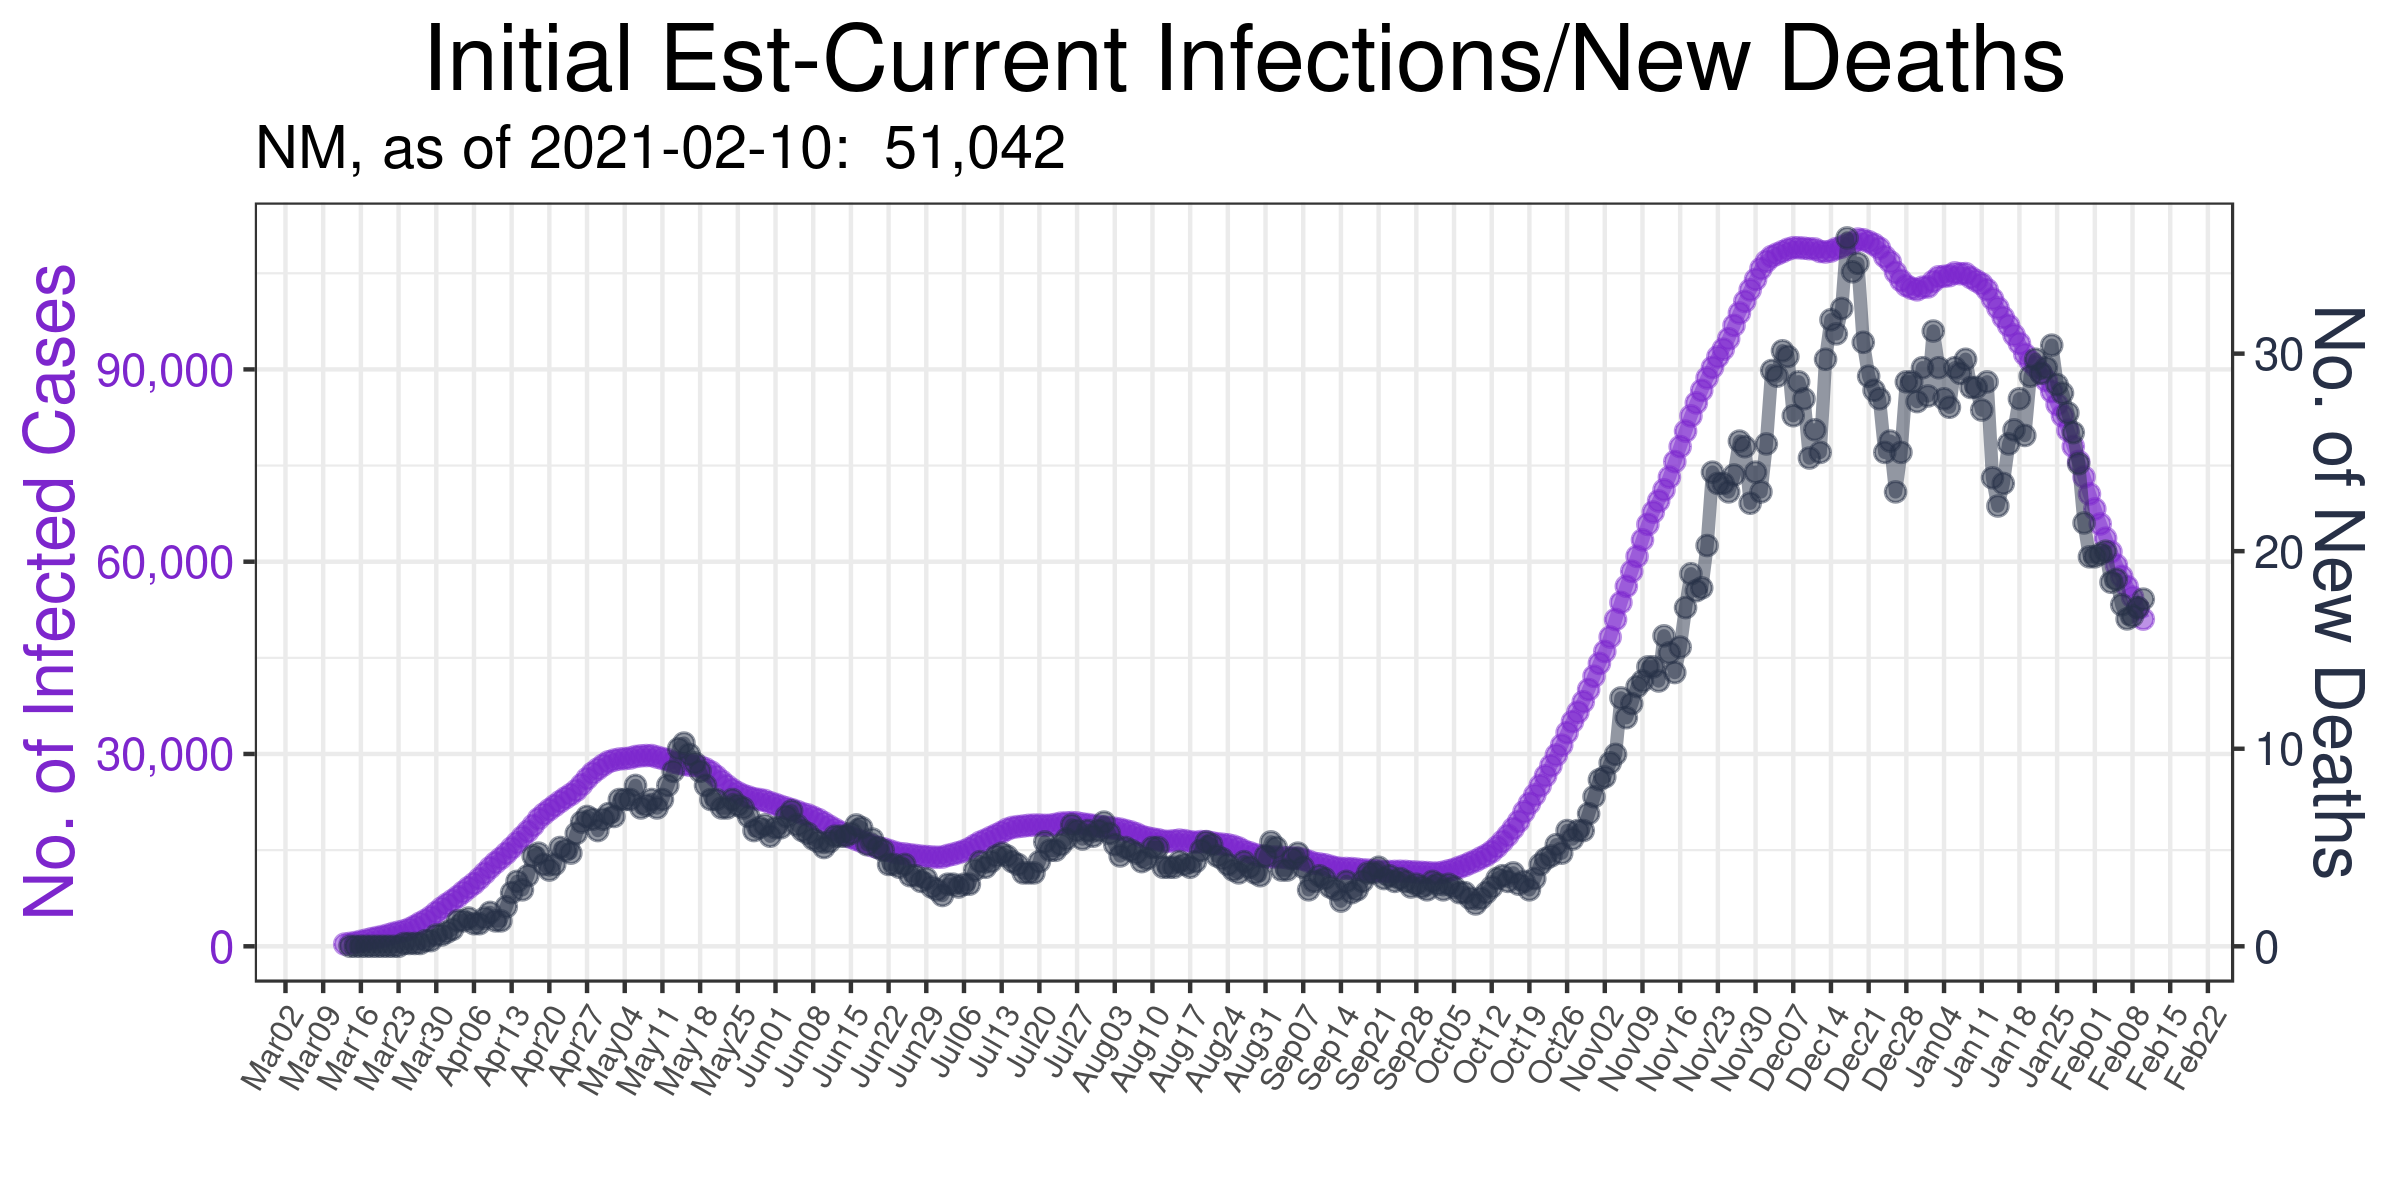 Initial Est-Current Infections/New Deaths
NM, as of 2021-02-10:  51,042
No. of Infected Cases
90,000
60,000
30,000
0
30
20
10
0
No. of New Deaths
Mar02 Mar09 Mar16 Mar23 Mar30 Apr06 Apr13 Apr20 Apr27 May04 May11 May18 May25 Jun01 Jun08 Jun15 Jun22 Jun29 Jul06 Jul13 Jul20 Jul27 Aug03 Aug10 Aug17 Aug24 Aug31 Sep07 Sep14 Sep21 Sep28 Oct05 Oct12 Oct19 Oct26 Nov02 Nov09 Nov16 Nov23 Nov30 Dec07 Dec14 Dec21 Dec28 Jan04 Jan11 Jan18 Jan25 Feb01 Feb08 Feb15 Feb22